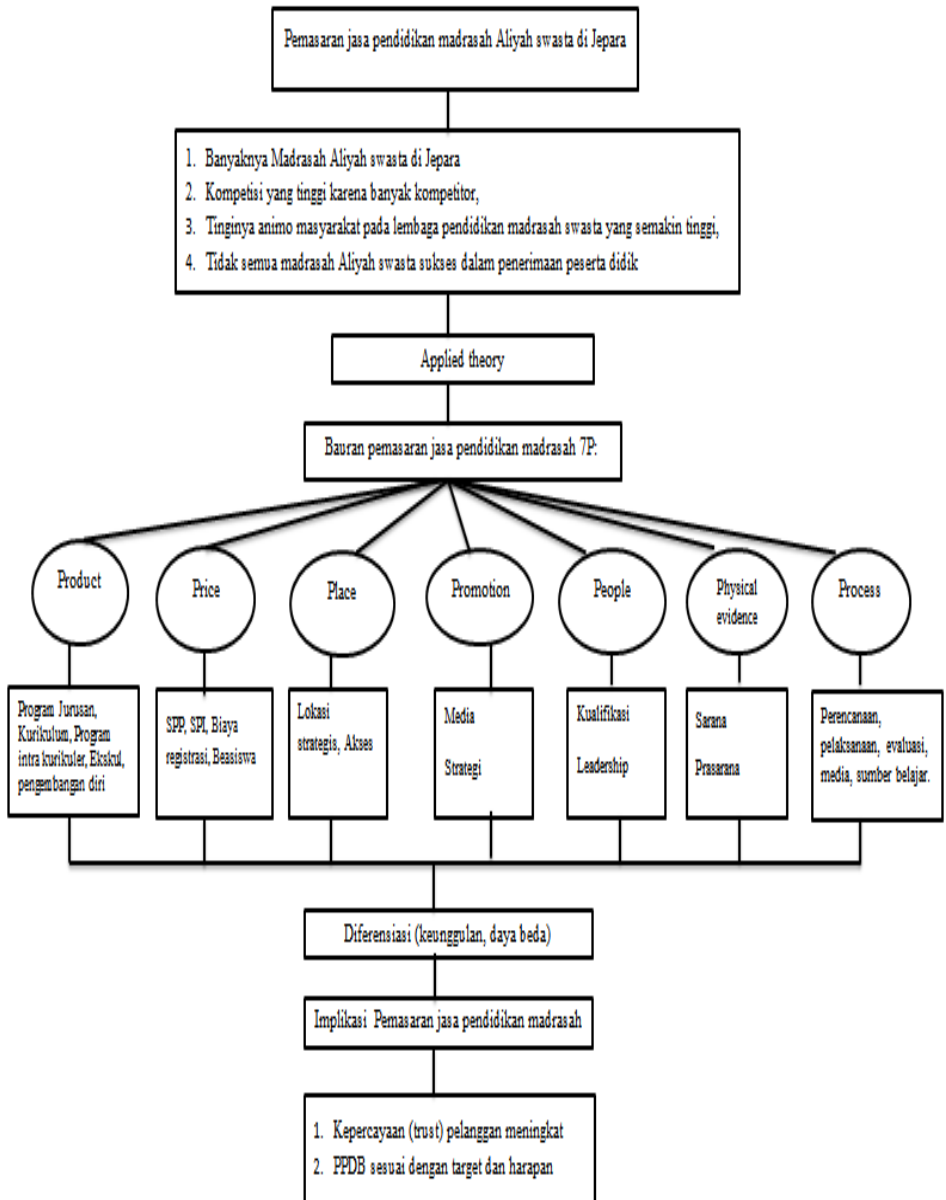 Pemasaran jasa pendidikan madrasah Aliyah swasta di Jepara
1. Banyaknya Madrasah Aliyah swasta di Jepara
2. Kompetisi yang tinggi karena banyak kompetitor,
3. Tinginya animo masyarakat pada lembaga pendidikan madrasah swasta yang semakin tinggi,
4. Tidak semua madrasah Aliyah swasta sukses dalam penerimaan peserta didik
Applied theory
Bauran pemasaran jasa pendidikan madrasah 7P:
Product
Price
Place
Promotion
People
Physical
evidence
Process
Program Jurusan,
Kurikulum, Program
intra kurikuler, Ekskul,
pengembangan diri
SPP, SPI, Biaya
registrasi, Beasiswa
Lokasi
strategis, Akses
Media
Strategi
Kualifikasi
Leadership
Sarana
Prasarana
Perencanaan,
pelaksanaan, evaluasi,
media, sumber belajar.
Diferensiasi (keunggulan, daya beda)
Implikasi Pemasaran jasa pendidikan madrasah
1. Kepercayaan (trust) pelanggan meningkat
2. PPDB sesuai dengan target dan harapan